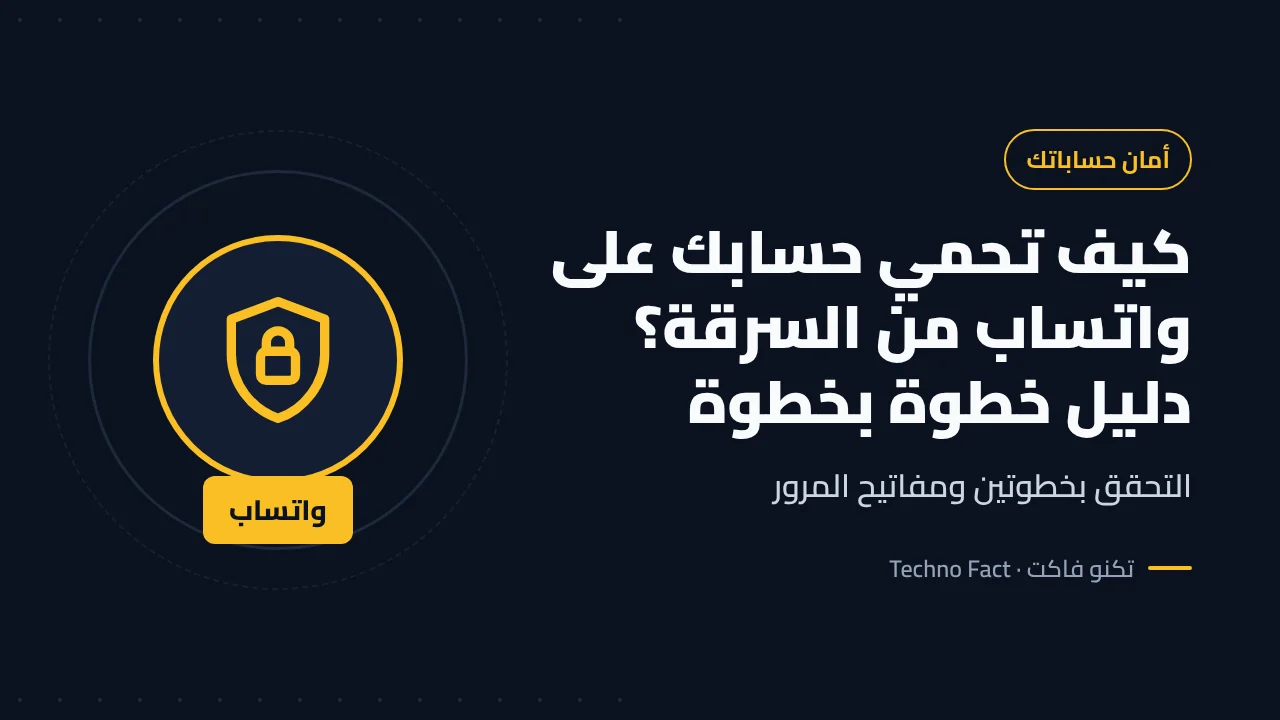 أمان حساباتك
كيف تحمي حسابك على
واتساب من السرقة؟
دليل خطوة بخطوة
التحقق بخطوتين ومفاتيح المرور
تكنو فاكت · Techno Fact
واتساب